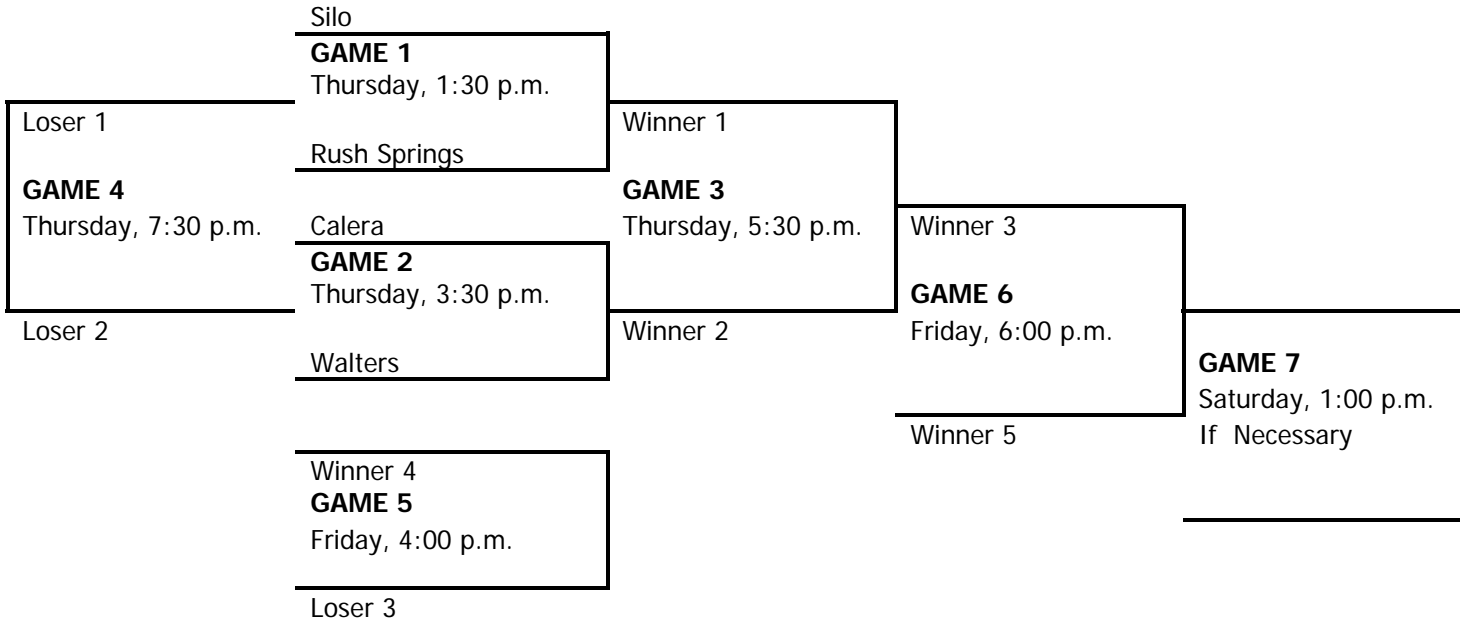 Silo
GAME 1
Thursday, 1:30 p.m.
Rush Springs
Loser 1
GAME 4
Thursday, 7:30 p.m.
Loser 2
Calera
GAME 2
Thursday, 3:30 p.m.
Walters
Winner 1
GAME 3
Thursday, 5:30 p.m.
Winner 2
Winner 4
GAME 5
Friday, 4:00 p.m.
Loser 3
Winner 3
GAME 6
Friday, 6:00 p.m.
Winner 5
GAME 7
Saturday, 1:00 p.m.
If Necessary